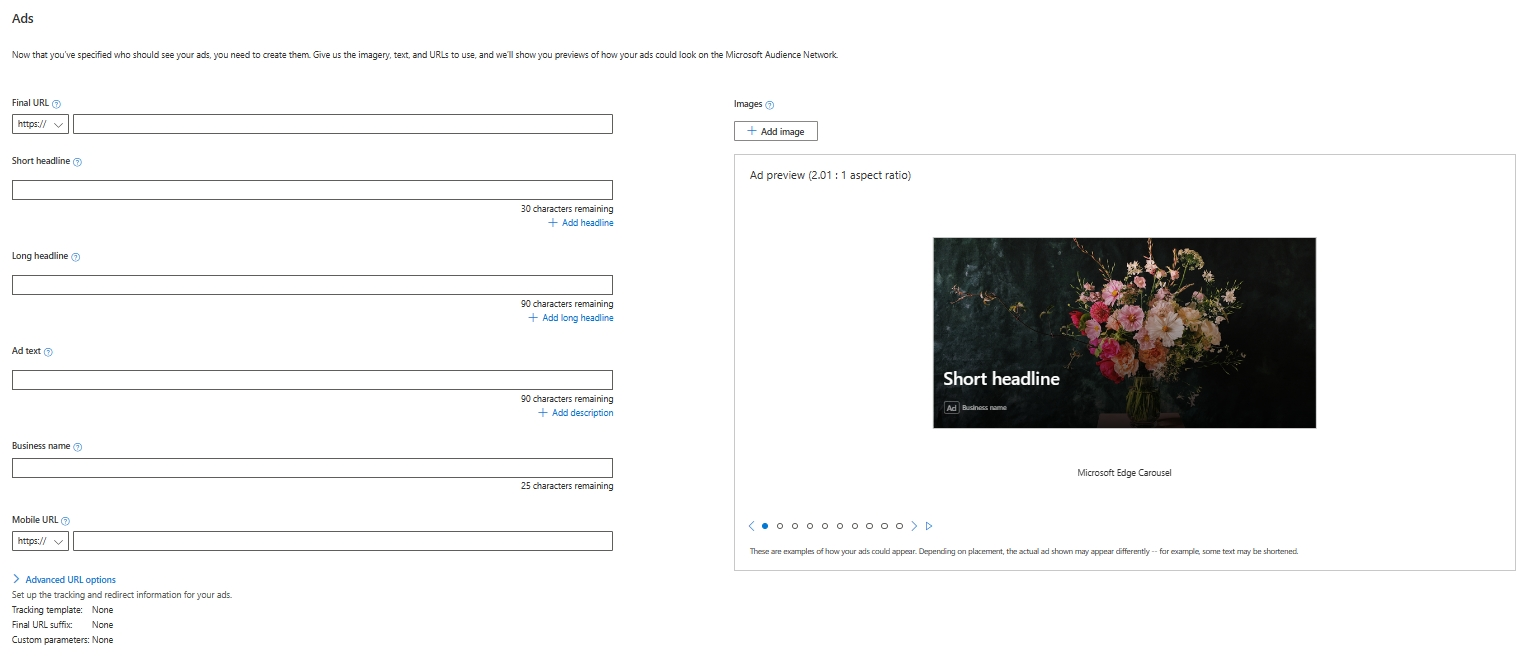 Ads
Now that you've specified who should see your ads, you need to create them. Give us the imagery, text, and URLs to use, and we'll show you previews of how your ads could look on the Microsoft Audience Network.
Final URL
https://
Short headline
30 characters remaining
+ Add headline
Long headline
90 characters remaining
+ Add long headline
Ad text
90 characters remaining
+ Add description
Business name
25 characters remaining
Mobile URL
https://
Advanced URL options
Set up the tracking and redirect information for your ads.
Tracking template: None
Final URL suffix: None
Custom parameters: None
Images
+ Add image
Ad preview (2.01 : 1 aspect ratio)
Short headline
Ad Business name
Microsoft Edge Carousel
These are examples of how your ads could appear. Depending on placement, the actual ad shown may appear differently -- for example, some text may be shortened.